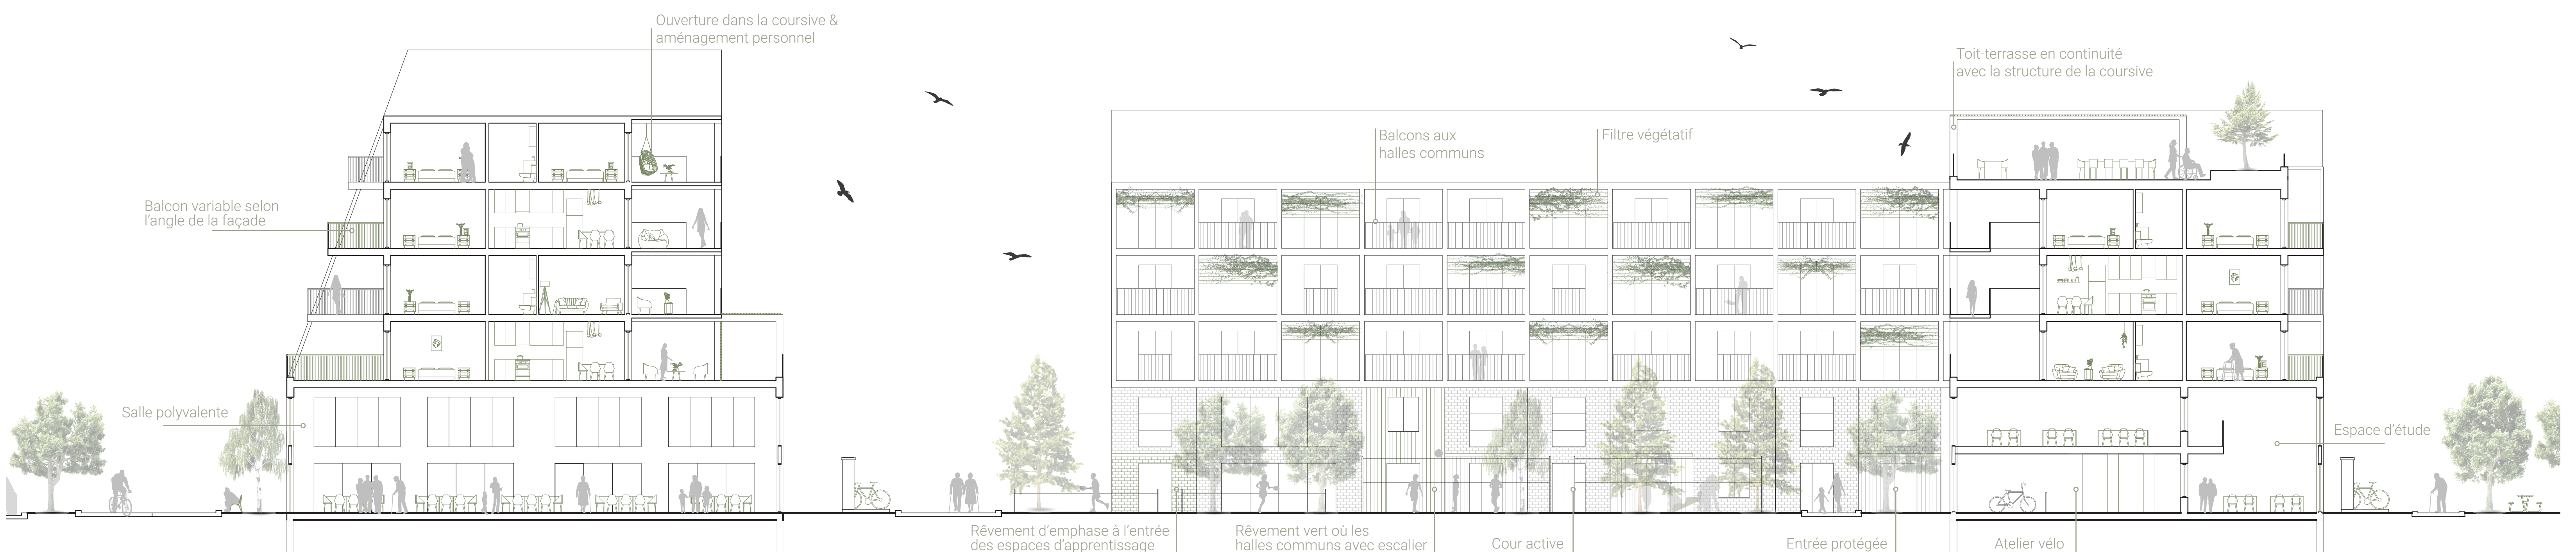 Ouverture dans la coursive &
aménagement personnel
Toit-terrasse en continuité
avec la structure de la coursive
Balcons aux
halles communs
Filtre végétatif
Balcon variable selon
l'angle de la façade
Salle polyvalente
Espace d'étude
Rêvement d'emphase à l'entrée
des espaces d'apprentissage
Rêvement vert où les
halles communs avec escalier
Cour active
Entrée protégée
Atelier vélo